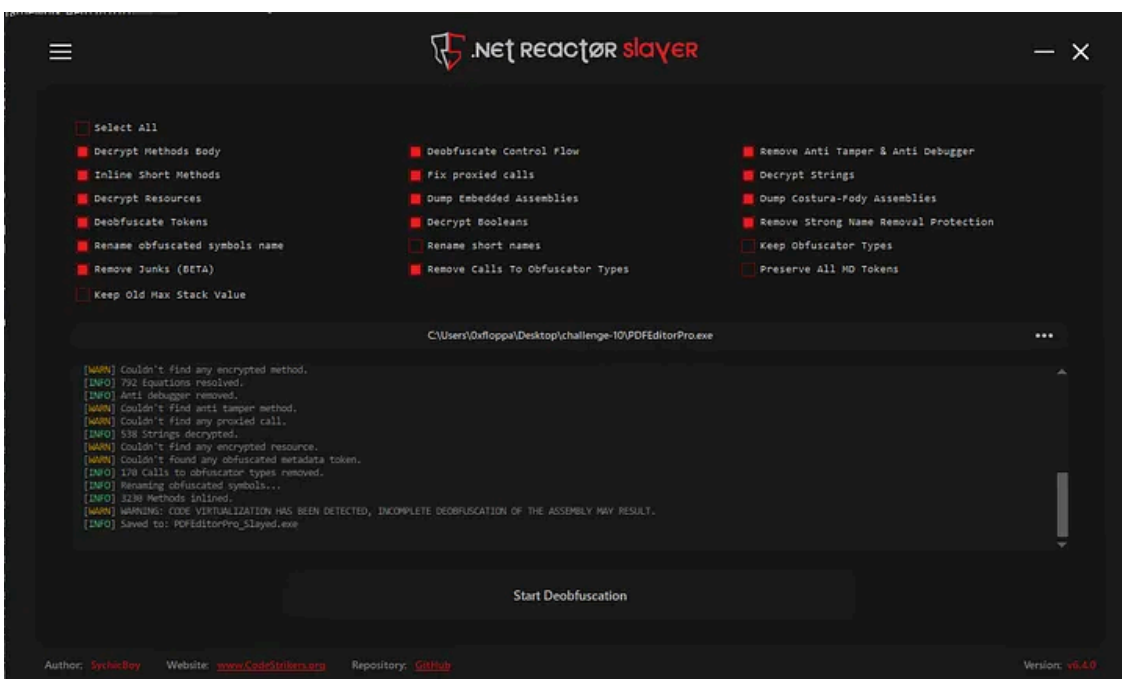 .NET REACTØR SLAYER
Select All
Decrypt Methods Body
Deobfuscate Control Flow
Remove Anti Tamper & Anti Debugger
Inline Short Methods
Fix proxied calls
Decrypt Strings
Decrypt Resources
Dump Embedded Assemblies
Dump Costura-Fody Assemblies
Deobfuscate Tokens
Decrypt Booleans
Remove Strong Name Removal Protection
Rename obfuscated symbols name
Rename short names
Keep Obfuscator Types
Remove Junks (BETA)
Remove Calls To Obfuscator Types
Preserve All MD Tokens
Keep Old Max Stack Value
C:\Users\0xfloppa\Desktop\challenge-10\PDFEditorPro.exe
[WARN] Couldn't find any encrypted method.
[INFO] 792 Equations resolved.
[INFO] Anti debugger removed.
[WARN] Couldn't find anti tamper method.
[WARN] Couldn't find any proxied call.
[INFO] 538 Strings decrypted.
[WARN] Couldn't find any encrypted resource.
[WARN] Couldn't found any obfuscated metadata token.
[INFO] 170 Calls to obfuscator types removed.
[INFO] Renaming obfuscated symbols...
[INFO] 3230 Methods inlined.
[WARN] WARNING: CODE VIRTUALIZATION HAS BEEN DETECTED, INCOMPLETE DEOBFUSCATION OF THE ASSEMBLY MAY RESULT.
[INFO] Saved to: PDFEditorPro_Slayed.exe
Start Deobfuscation
Author: SychicBoy Website: www.CodeStrikers.org Repository: GitHub Version: v6.4.0